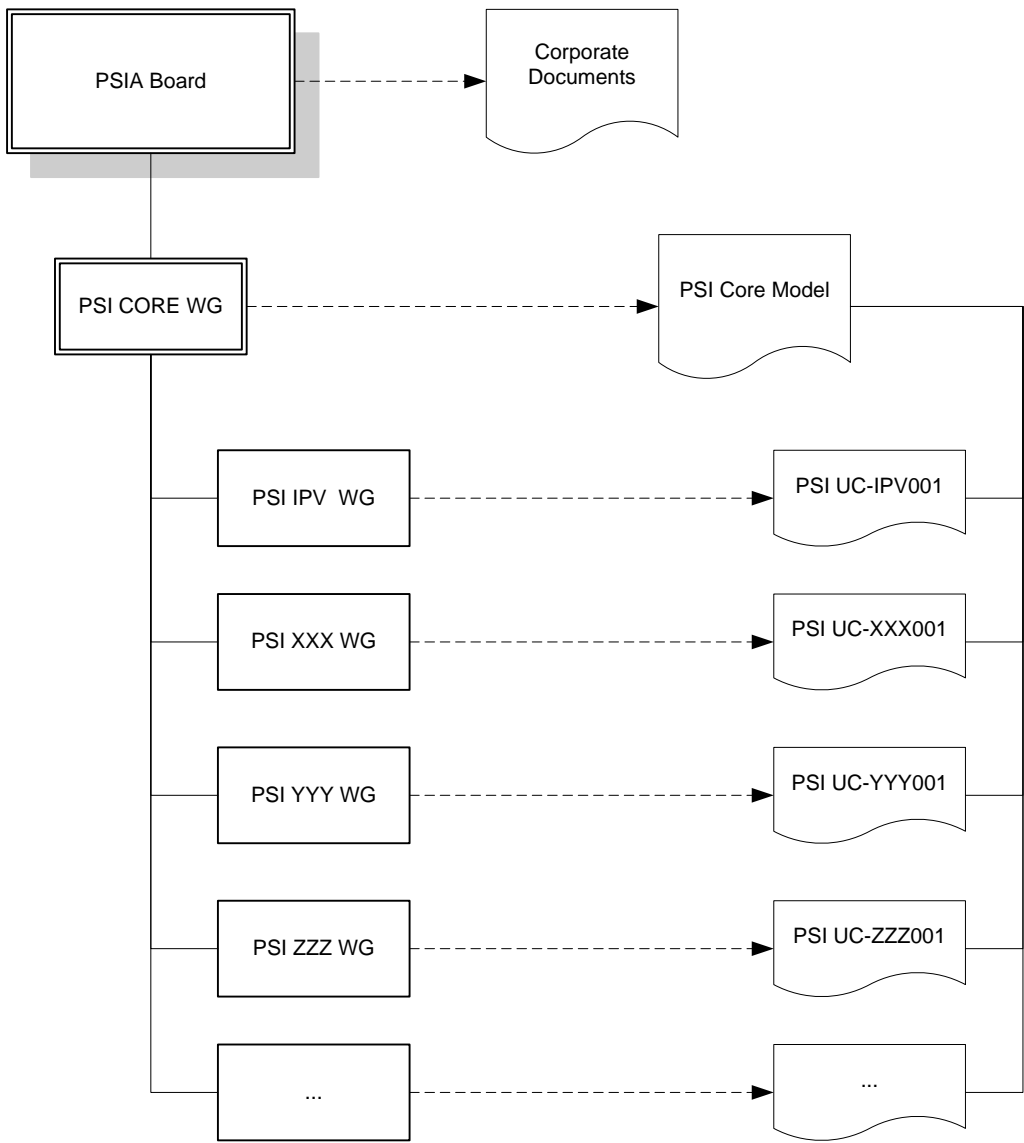 PSIA Board
Corporate
Documents
PSI CORE WG
PSI Core Model
PSI IPV WG
PSI UC-IPV001
PSI XXX WG
PSI UC-XXX001
PSI YYY WG
PSI UC-YYY001
PSI ZZZ WG
PSI UC-ZZZ001
...
...